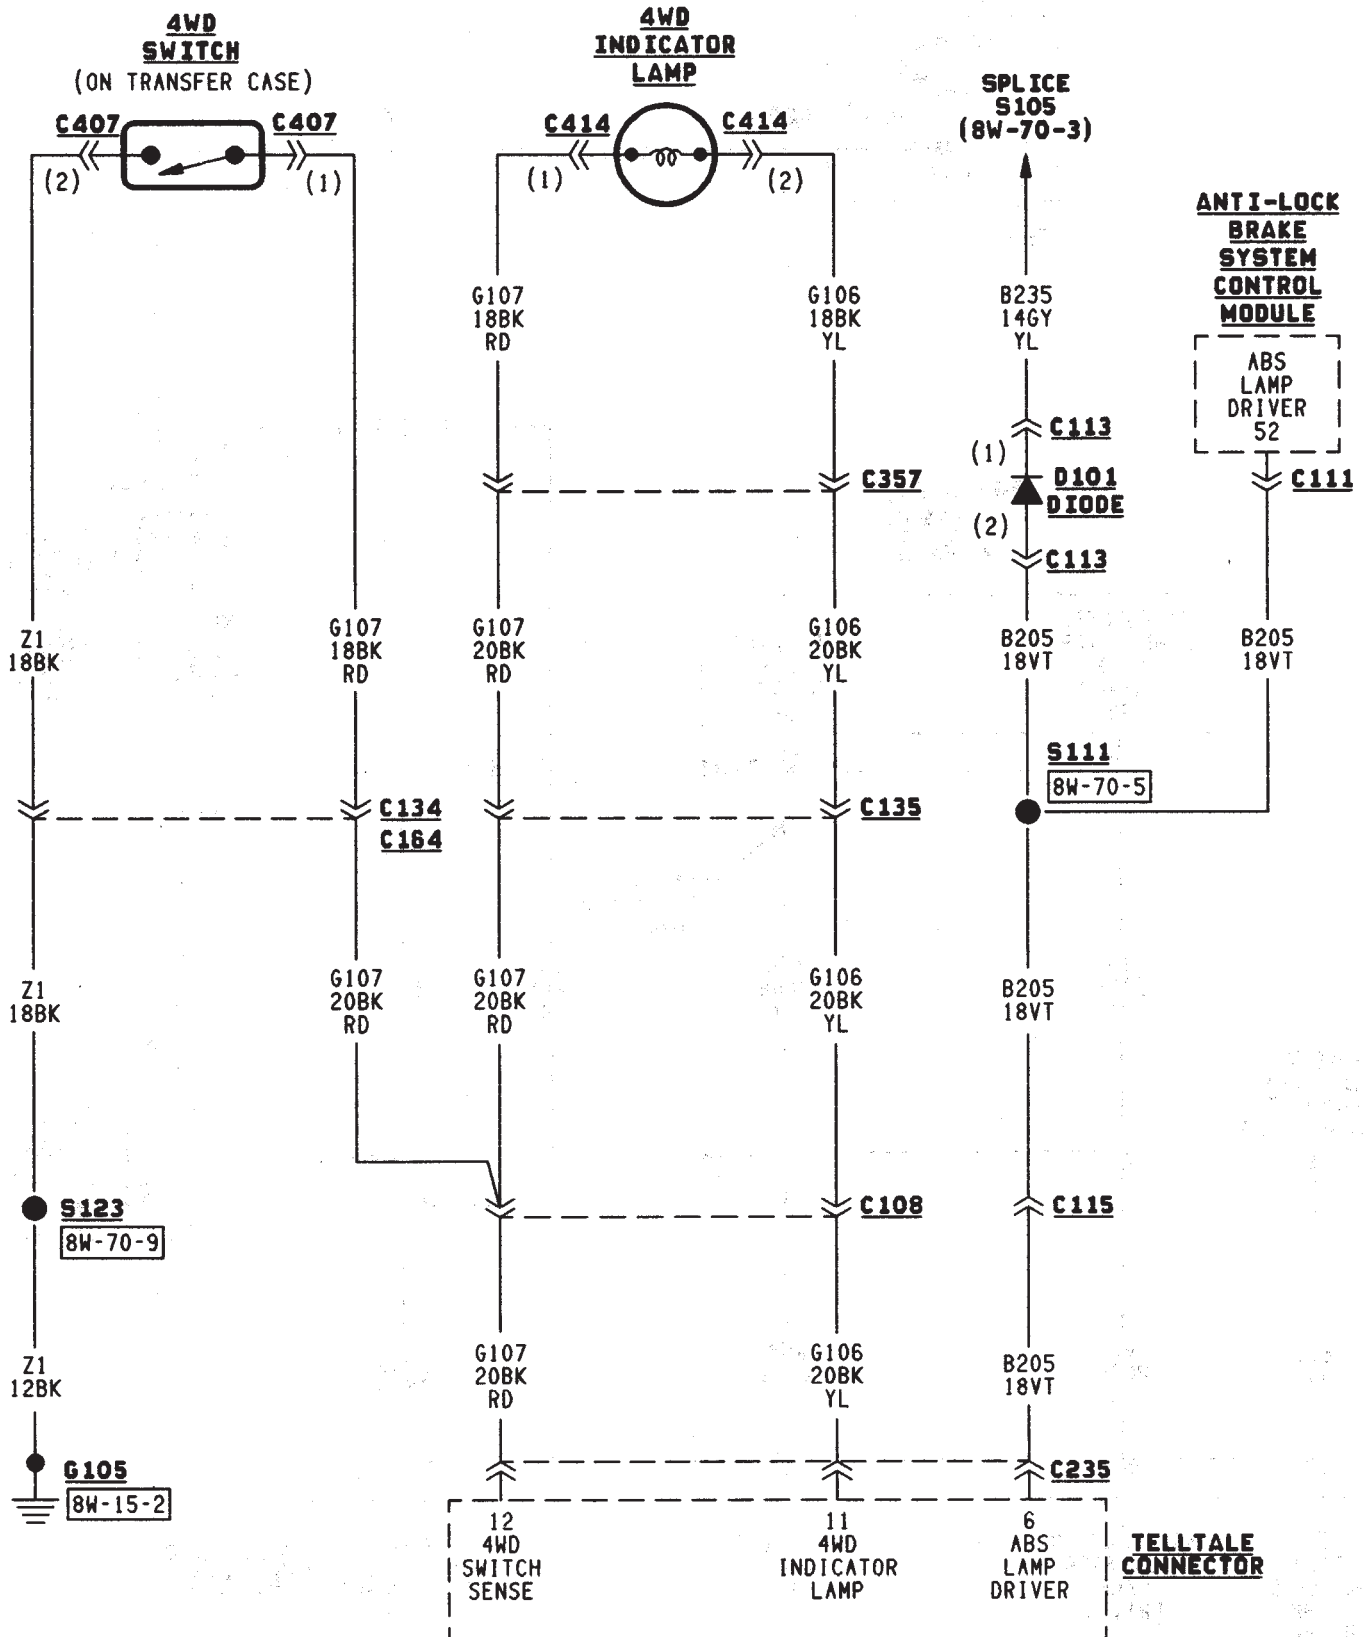 4WD
SWITCH
(ON TRANSFER CASE)
C407
C407
(2)
(1)
4WD
INDICATOR
LAMP
C414
C414
(1)
(2)
SPLICE
S105
(8W-70-3)
ANTI-LOCK
BRAKE
SYSTEM
CONTROL
MODULE
ABS
LAMP
DRIVER
52
C111
G107
18BK
RD
G106
18BK
YL
B235
14GY
YL
C113
(1)
D101
DIODE
(2)
C113
C357
Z1
18BK
G107
18BK
RD
G107
20BK
RD
G106
20BK
YL
B205
18VT
B205
18VT
S111
8W-70-5
C134
C164
C135
Z1
18BK
G107
20BK
RD
G107
20BK
RD
G106
20BK
YL
B205
18VT
S123
8W-70-9
C108
C115
Z1
12BK
G107
20BK
RD
G106
20BK
YL
B205
18VT
G105
8W-15-2
C235
12
4WD
SWITCH
SENSE
11
4WD
INDICATOR
LAMP
6
ABS
LAMP
DRIVER
TELLTALE
CONNECTOR